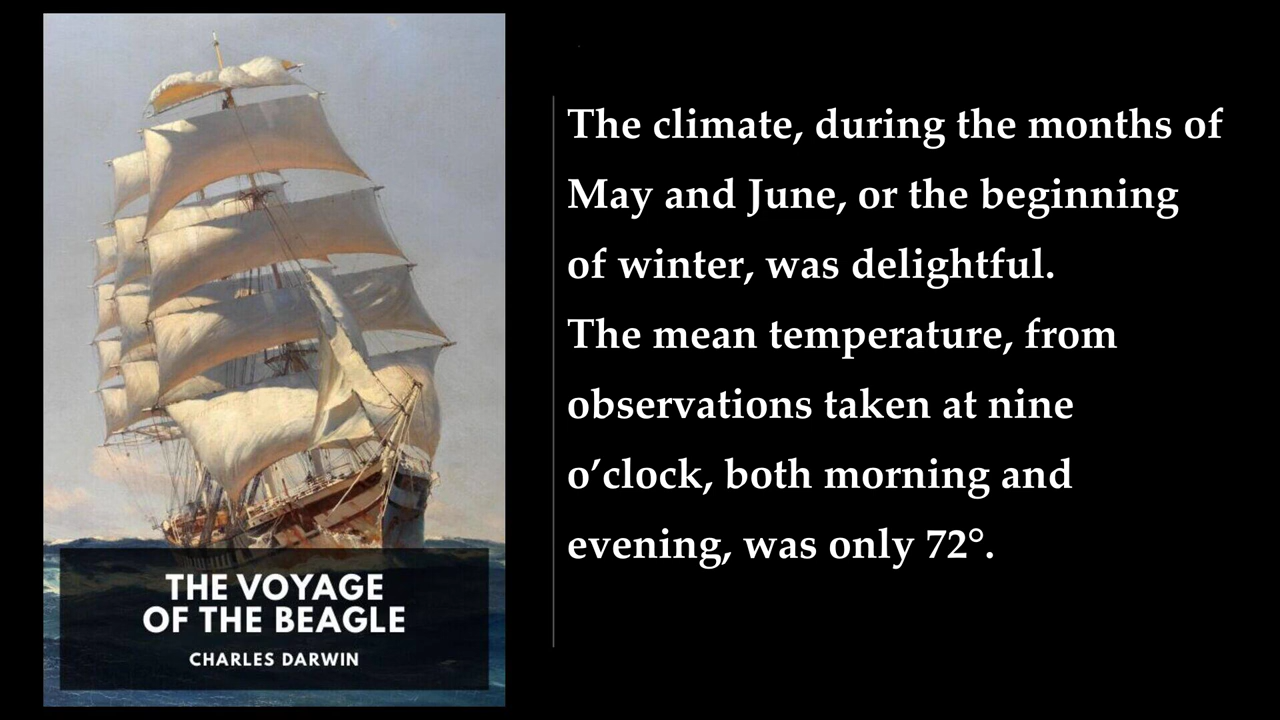 THE VOYAGE
OF THE BEAGLE
CHARLES DARWIN
The climate, during the months of
May and June, or the beginning
of winter, was delightful.
The mean temperature, from
observations taken at nine
o’clock, both morning and
evening, was only 72°.